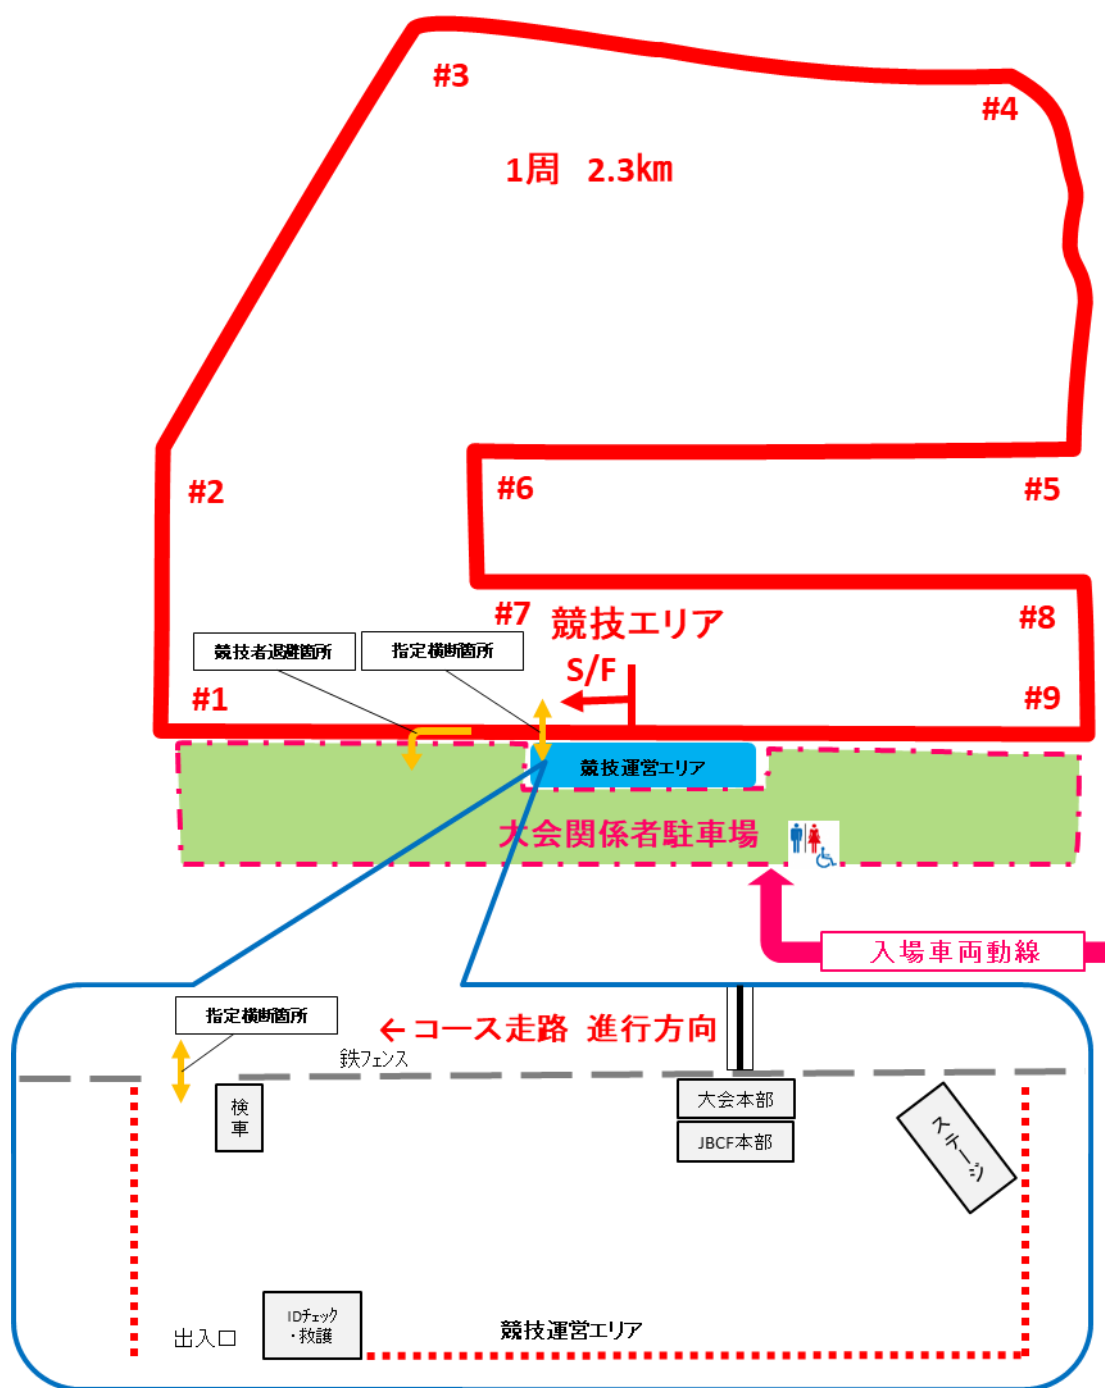 #3
#4
1周 2.3㎞
#2
#6
#5
#7
競技エリア
#8
競技者退避箇所
指定横断箇所
S/F
#1
#9
競技運営エリア
大会関係者駐車場
入場車両動線
指定横断箇所
←コース走路 進行方向
鉄フェンス
検車
大会本部
JBCF本部
ステージ
IDチェック
・救護
出入口
競技運営エリア